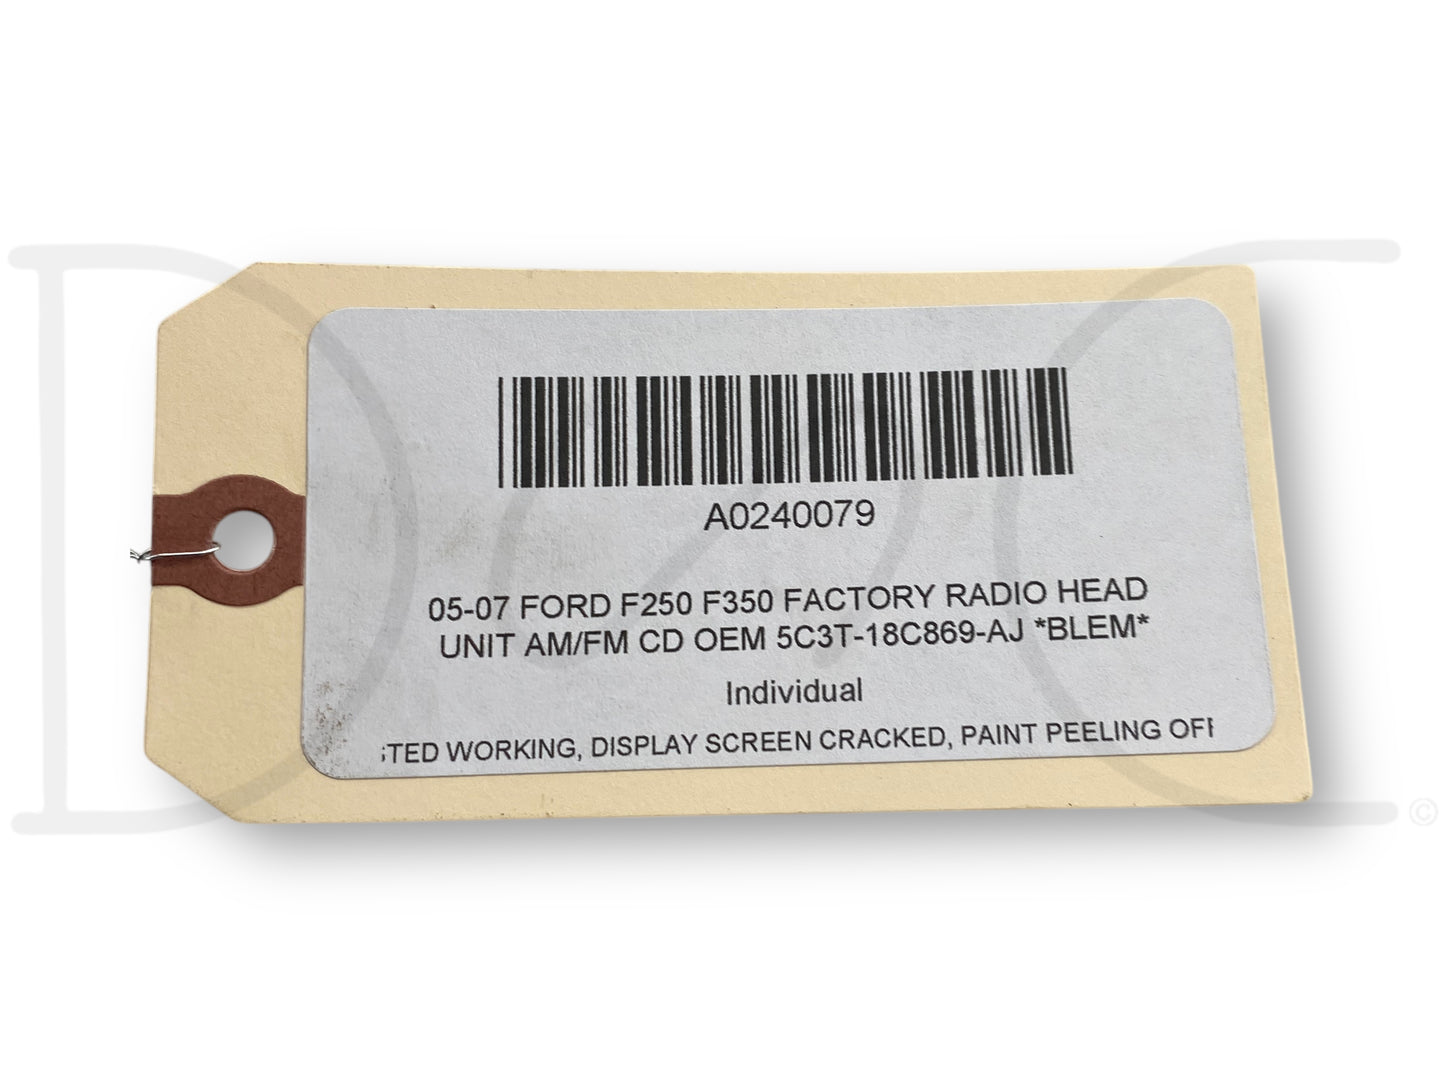 A0240079
05-07 FORD F250 F350 FACTORY RADIO HEAD
UNIT AM/FM CD OEM 5C3T-18C869-AJ *BLEM*
Individual
WORKING, DISPLAY SCREEN CRACKED, PAINT PEELING
©